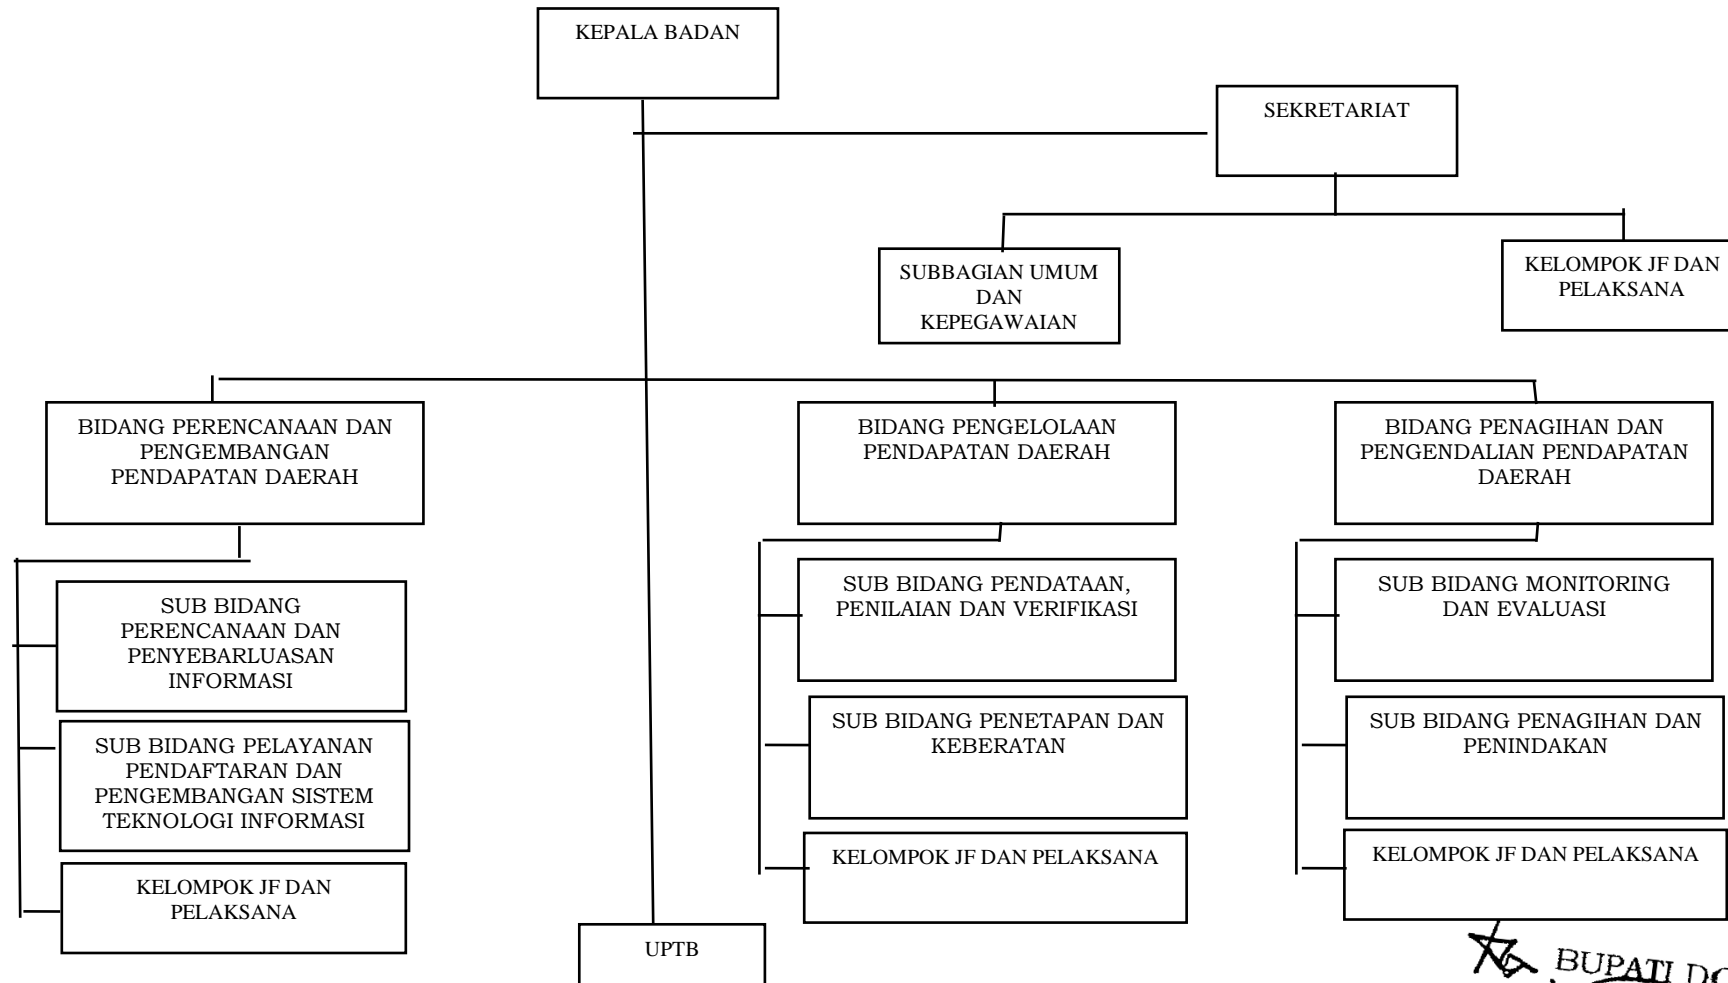 KEPALA BADAN
SEKRETARIAT
SUBBAGIAN UMUM
DAN
KEPEGAWAIAN
KELOMPOK JF DAN
PELAKSANA
BIDANG PERENCANAAN DAN
PENGEMBANGAN
PENDAPATAN DAERAH
BIDANG PENGELOLAAN
PENDAPATAN DAERAH
BIDANG PENAGIHAN DAN
PENGENDALIAN PENDAPATAN
DAERAH
SUB BIDANG
PERENCANAAN DAN
PENYEBARLUASAN
INFORMASI
SUB BIDANG PELAYANAN
PENDAFTARAN DAN
PENGEMBANGAN SISTEM
TEKNOLOGI INFORMASI
KELOMPOK JF DAN
PELAKSANA
SUB BIDANG PENDATAAN,
PENILAIAN DAN VERIFIKASI
SUB BIDANG PENETAPAN DAN
KEBERATAN
KELOMPOK JF DAN PELAKSANA
SUB BIDANG MONITORING
DAN EVALUASI
SUB BIDANG PENAGIHAN DAN
PENINDAKAN
KELOMPOK JF DAN PELAKSANA
UPTB
BUPATI